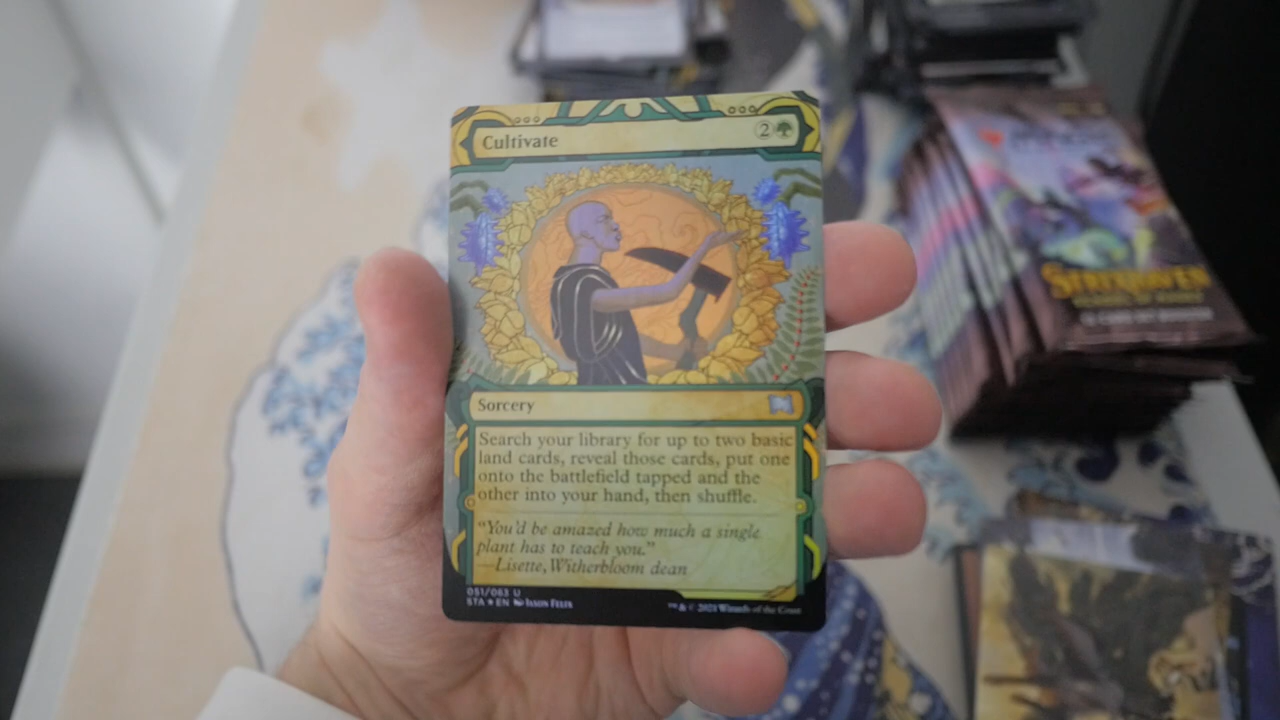 Cultivate 2
Sorcery
Search your library for up to two basic
land cards, reveal those cards, put one
onto the battlefield tapped and the
other into your hand, then shuffle.
"You'd be amazed how much a single
plant has to teach you."
—Lisette, Witherbloom dean
051/063 U
STA ★ EN Jason Felix
™ & © 2021 Wizards of the Coast
STRIXHAVEN